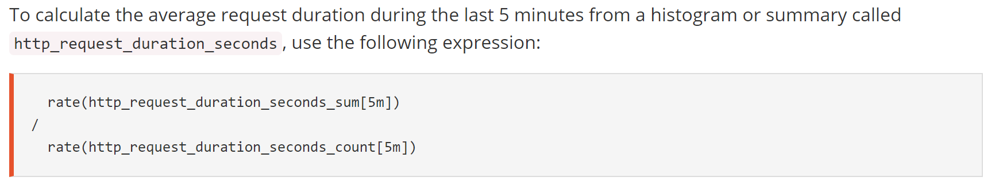 To calculate the average request duration during the last 5 minutes from a histogram or summary called
http_request_duration_seconds, use the following expression:
rate(http_request_duration_seconds_sum[5m])
/
rate(http_request_duration_seconds_count[5m])